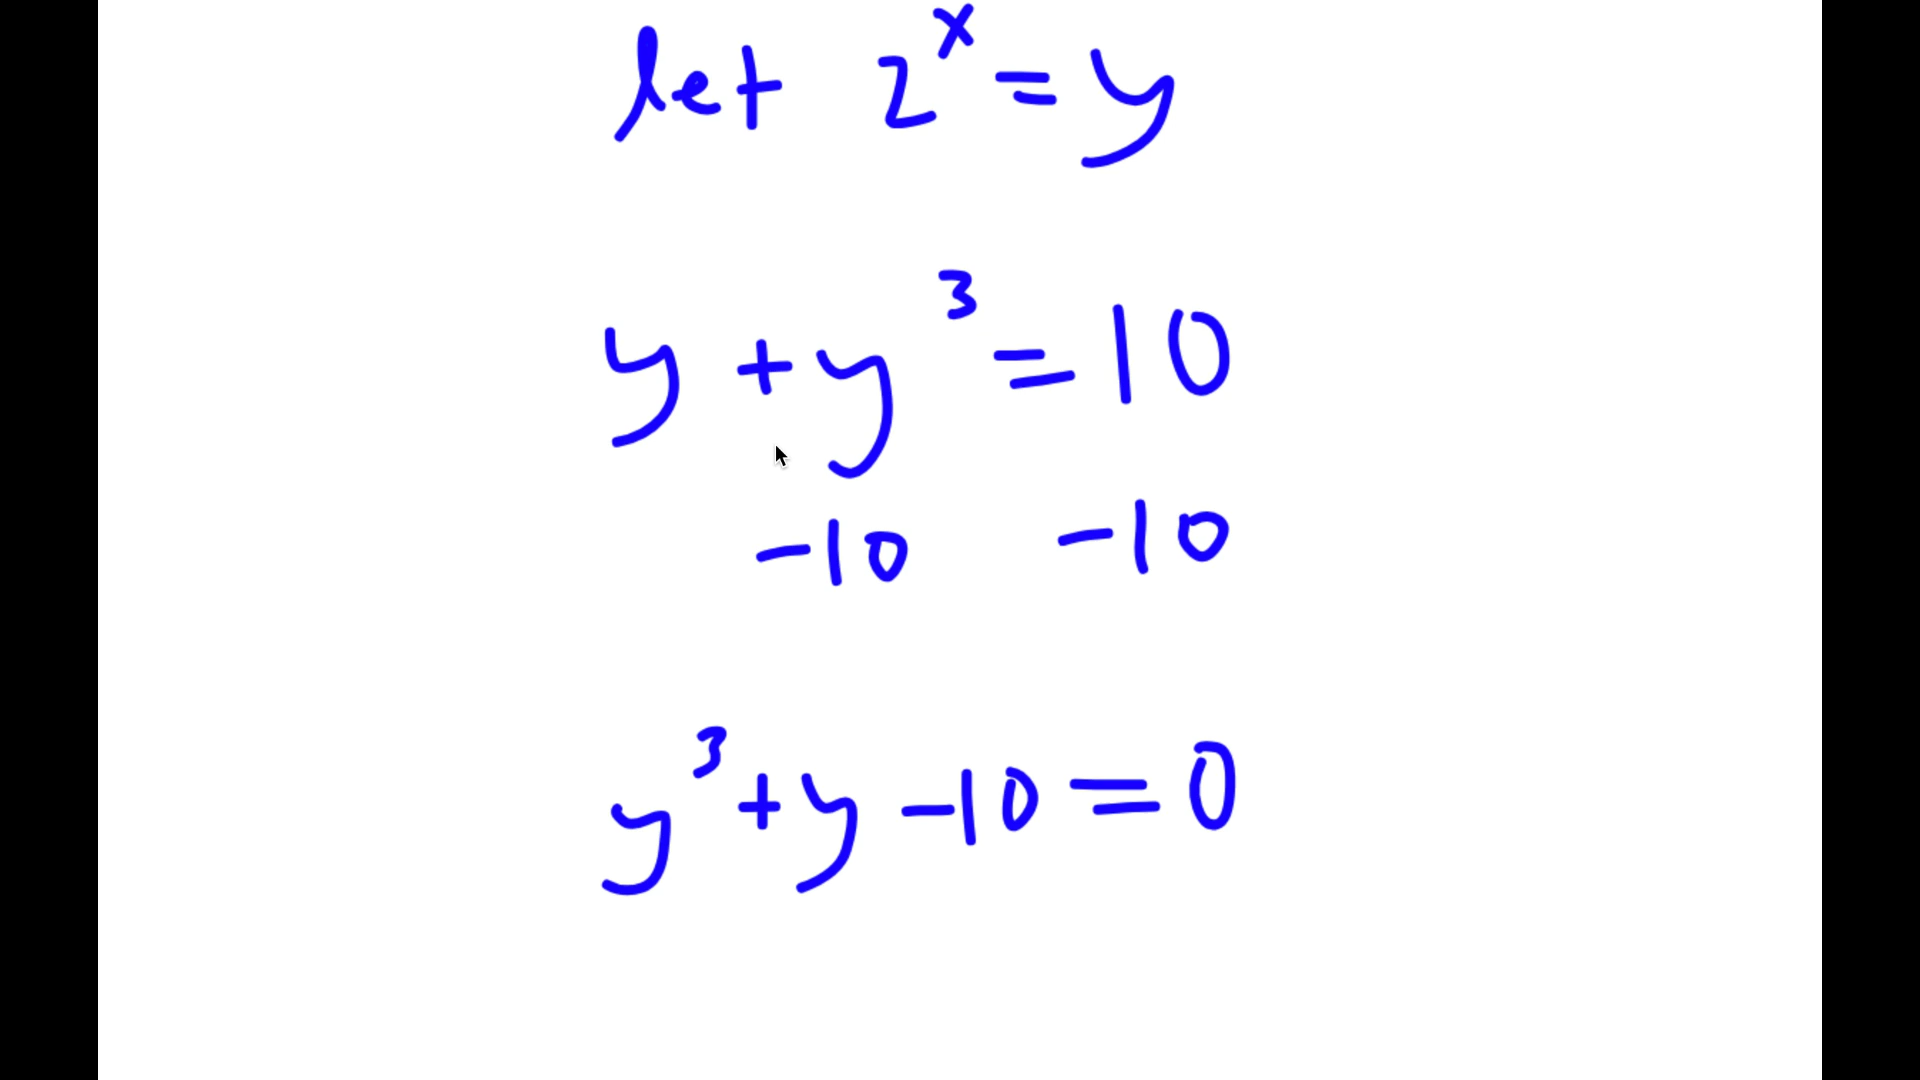 let 2^x = y
y + y^3 = 10
-10 -10
y^3 + y - 10 = 0